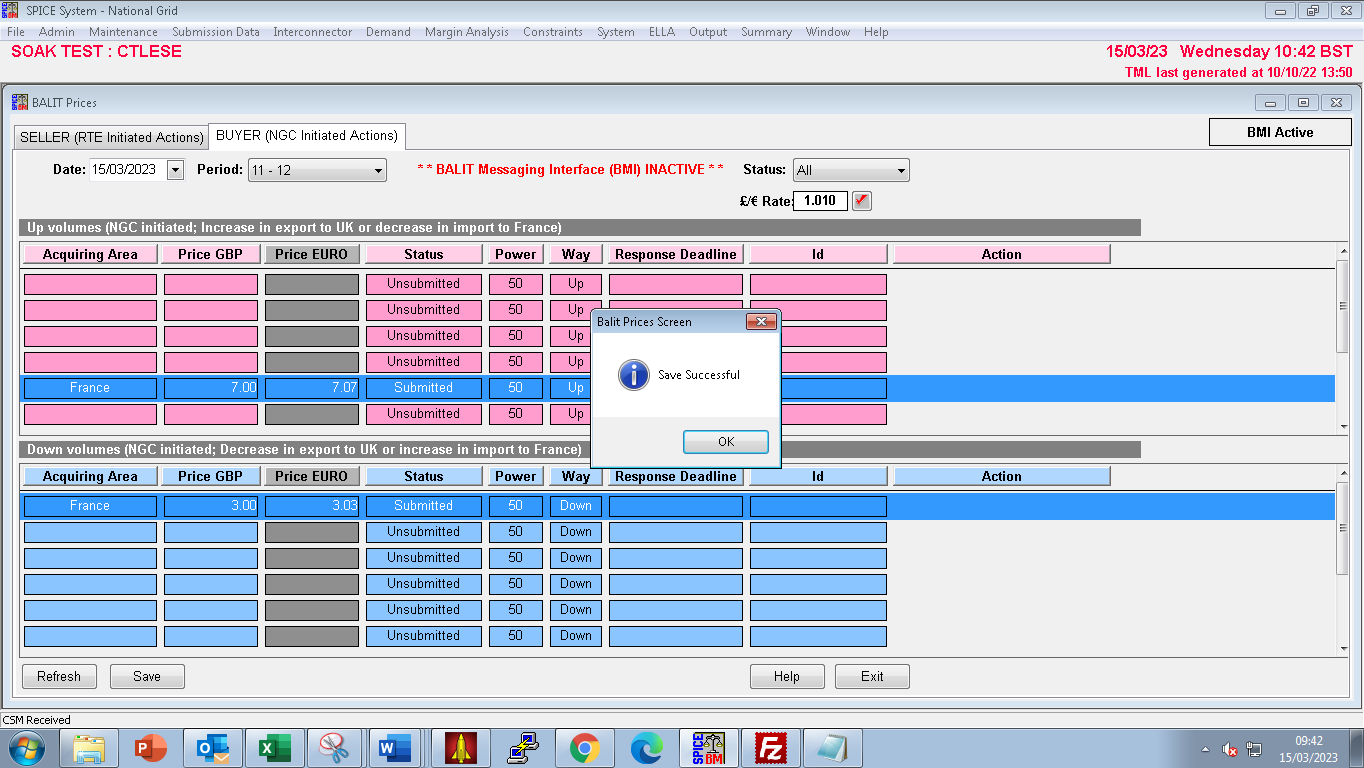 SPICE System - National Grid
File Admin Maintenance Submission Data Interconnector Demand Margin Analysis Constraints System ELLA Output Summary Window Help
SOAK TEST : CTLESE 15/03/23 Wednesday 10:42 BST
TML last generated at 10/10/22 13:50
BALIT Prices
SELLER (RTE Initiated Actions) BUYER (NGC Initiated Actions) BMI Active
Date: 15/03/2023 Period: 11 - 12 * * BALIT Messaging Interface (BMI) INACTIVE * * Status: All
£/€ Rate: 1.010
Up volumes (NGC initiated; Increase in export to UK or decrease in import to France)
Acquiring Area Price GBP Price EURO Status Power Way Response Deadline Id Action
Unsubmitted 50 Up
Unsubmitted 50 Up
Unsubmitted 50 Up
Unsubmitted 50 Up
France 7.00 7.07 Submitted 50 Up
Unsubmitted 50 Up
Balit Prices Screen
Save Successful
OK
Down volumes (NGC initiated; Decrease in export to UK or increase in import to France)
Acquiring Area Price GBP Price EURO Status Power Way Response Deadline Id Action
France 3.00 3.03 Submitted 50 Down
Unsubmitted 50 Down
Unsubmitted 50 Down
Unsubmitted 50 Down
Unsubmitted 50 Down
Unsubmitted 50 Down
Refresh Save Help Exit
CSM Received
SPICE BMI
09:42
15/03/2023